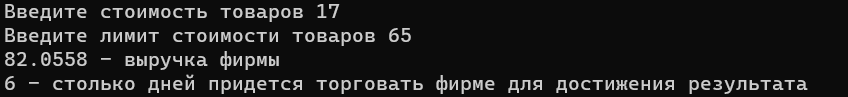 Введите стоимость товаров 17
Введите лимит стоимости товаров 65
82.0558 – выручка фирмы
6 – столько дней придется торговать фирме для достижения результата